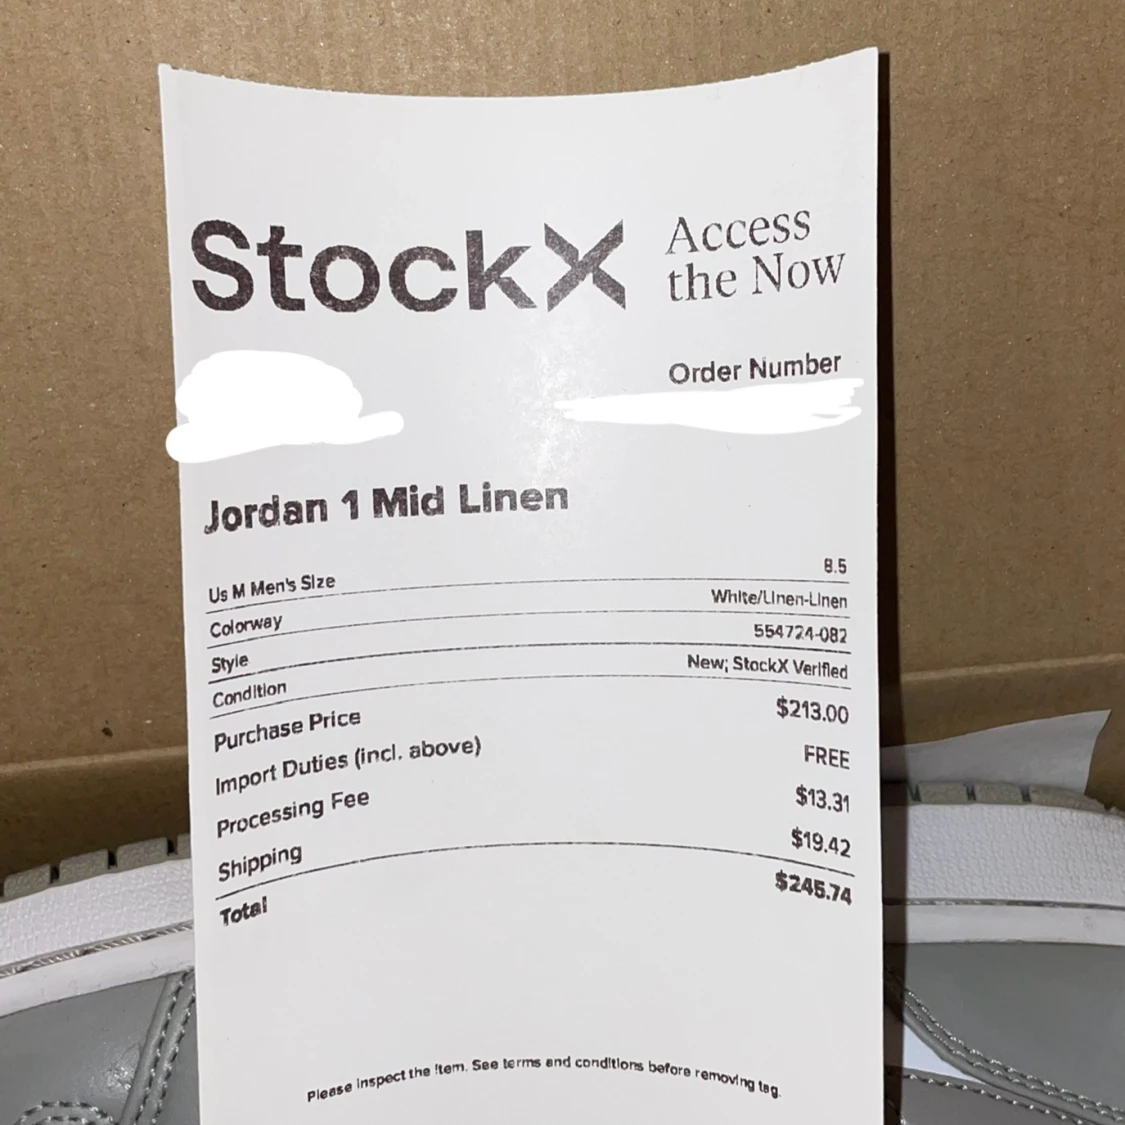 StockX Access
the Now
Order Number
Jordan 1 Mid Linen
Us M Men's Size 8.5
Colorway White/Linen-Linen
Style 554724-082
Condition New; StockX Verified
Purchase Price $213.00
Import Duties (incl. above) FREE
Processing Fee $13.31
Shipping $19.42
Total $245.74
Please inspect the item. See terms and conditions before removing tag.